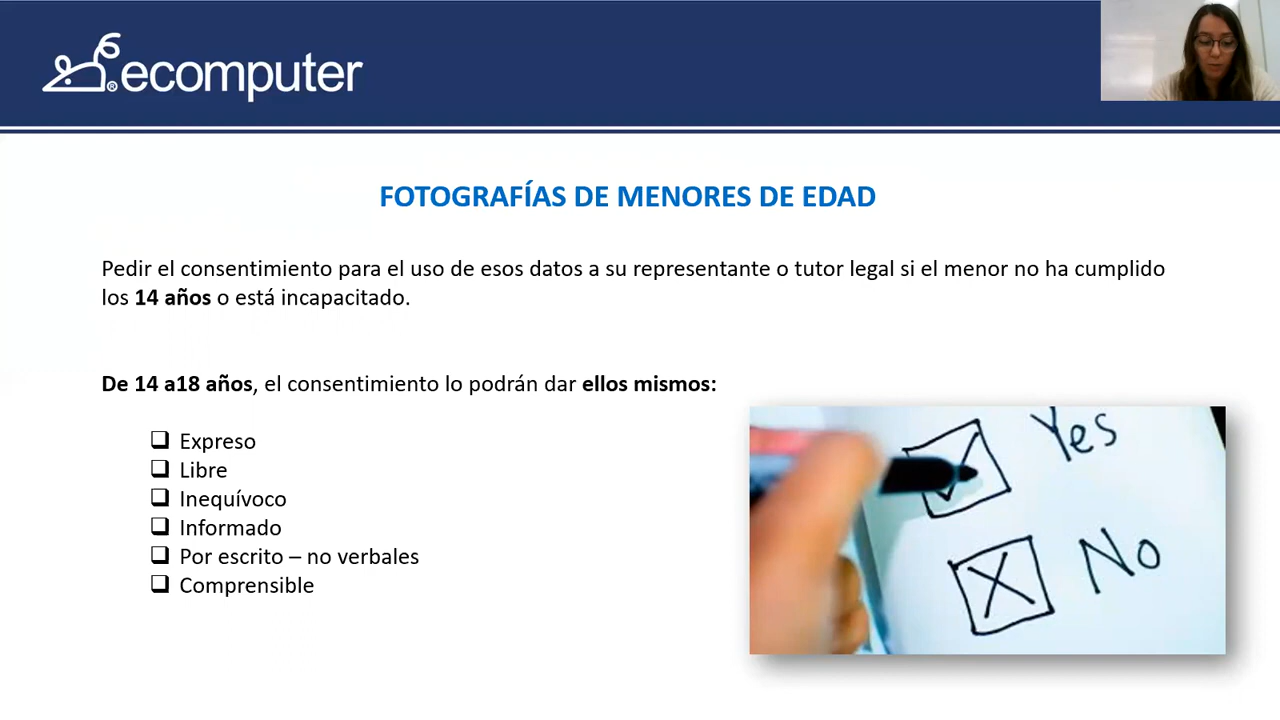 ecomputer
FOTOGRAFÍAS DE MENORES DE EDAD
Pedir el consentimiento para el uso de esos datos a su representante o tutor legal si el menor no ha cumplido
los 14 años o está incapacitado.
De 14 a18 años, el consentimiento lo podrán dar ellos mismos:
Expreso
Libre
Inequívoco
Informado
Por escrito – no verbales
Comprensible
Yes
No